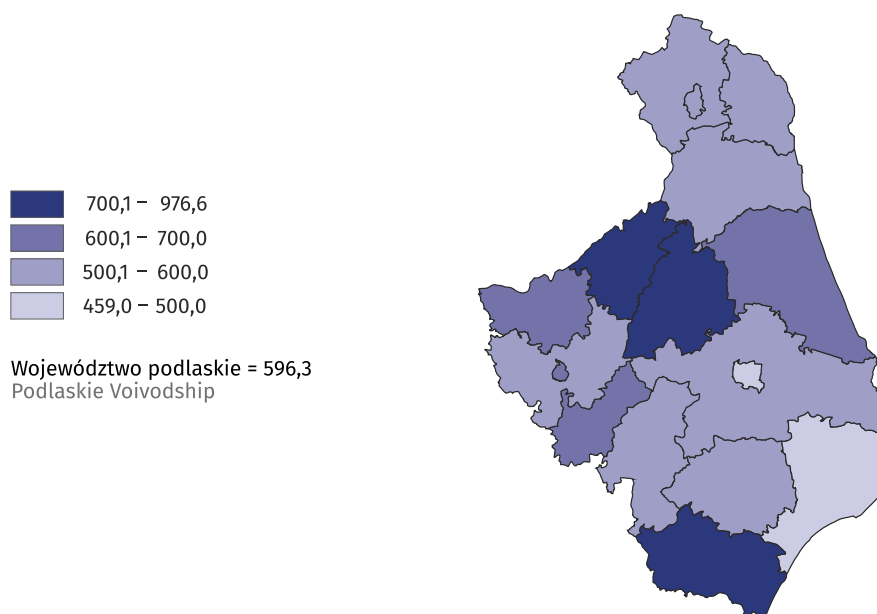 700,1 – 976,6
600,1 – 700,0
500,1 – 600,0
459,0 – 500,0
Województwo podlaskie = 596,3
Podlaskie Voivodship